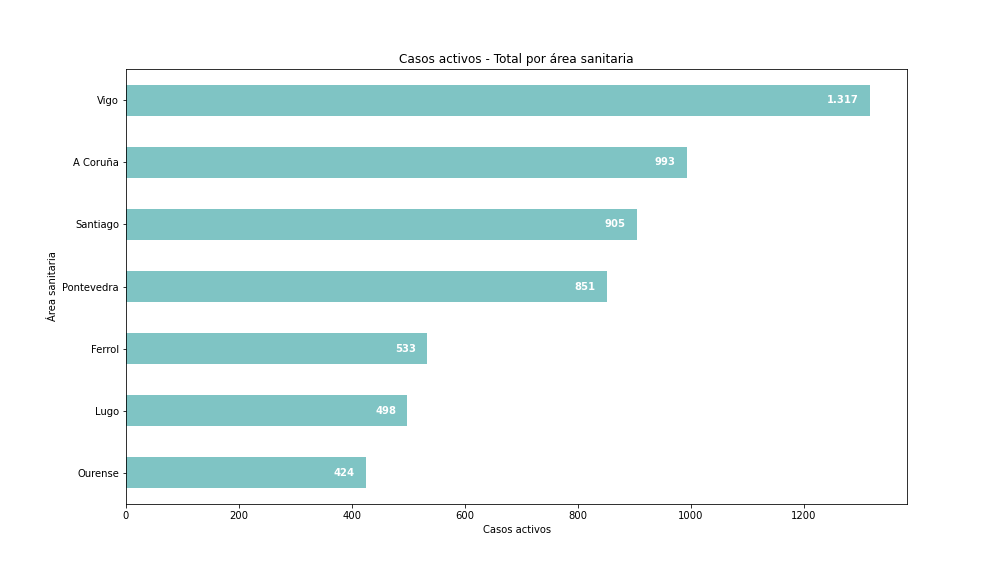 Casos activos - Total por área sanitaria
Vigo
1.317
A Coruña
993
Santiago
905
Pontevedra
851
Ferrol
533
Lugo
498
Ourense
424
Área sanitaria
0 200 400 600 800 1000 1200
Casos activos